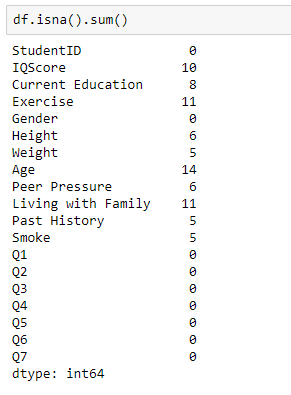 df.isna().sum()
StudentID 0
IQScore 10
Current Education 8
Exercise 11
Gender 0
Height 6
Weight 5
Age 14
Peer Pressure 6
Living with Family 11
Past History 5
Smoke 5
Q1 0
Q2 0
Q3 0
Q4 0
Q5 0
Q6 0
Q7 0
dtype: int64